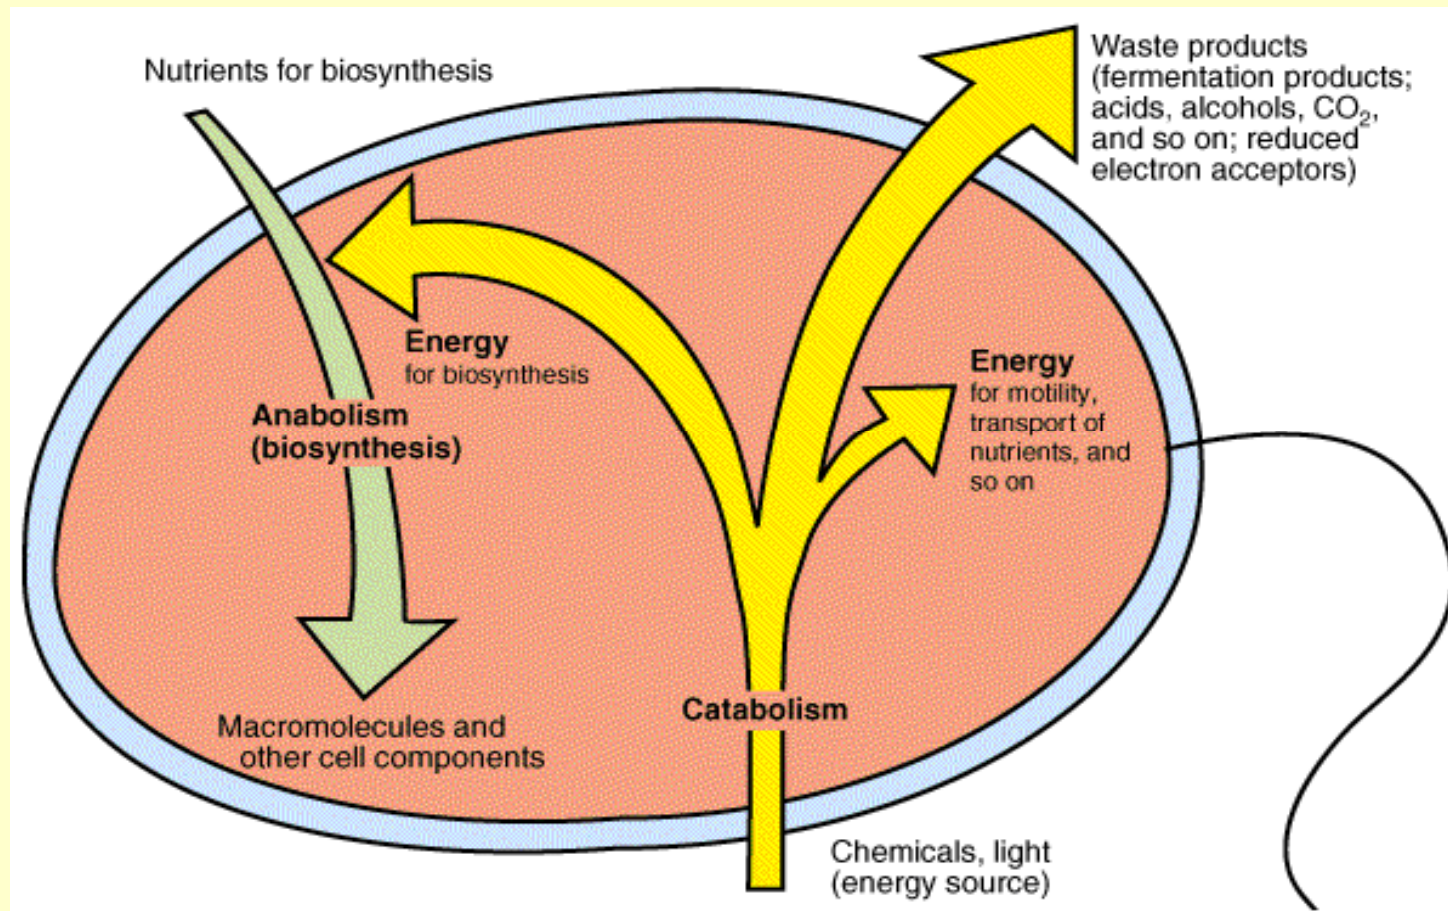 Nutrients for biosynthesis
Waste products
(fermentation products;
acids, alcohols, CO₂,
and so on; reduced
electron acceptors)
Energy
for biosynthesis
Energy
for motility,
transport of
nutrients, and
so on
Anabolism
(biosynthesis)
Catabolism
Macromolecules and
other cell components
Chemicals, light
(energy source)